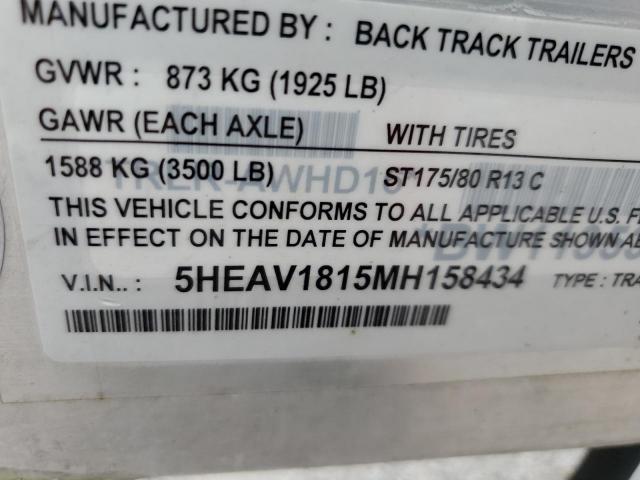 MANUFACTURED BY : BACK TRACK TRAILERS
GVWR : 873 KG (1925 LB)
GAWR (EACH AXLE) WITH TIRES
1588 KG (3500 LB) ST175/80 R13 C
THIS VEHICLE CONFORMS TO ALL APPLICABLE U.S. F
IN EFFECT ON THE DATE OF MANUFACTURE SHOWN AB
V.I.N.. : 5HEAV1815MH158434 TYPE : TRA